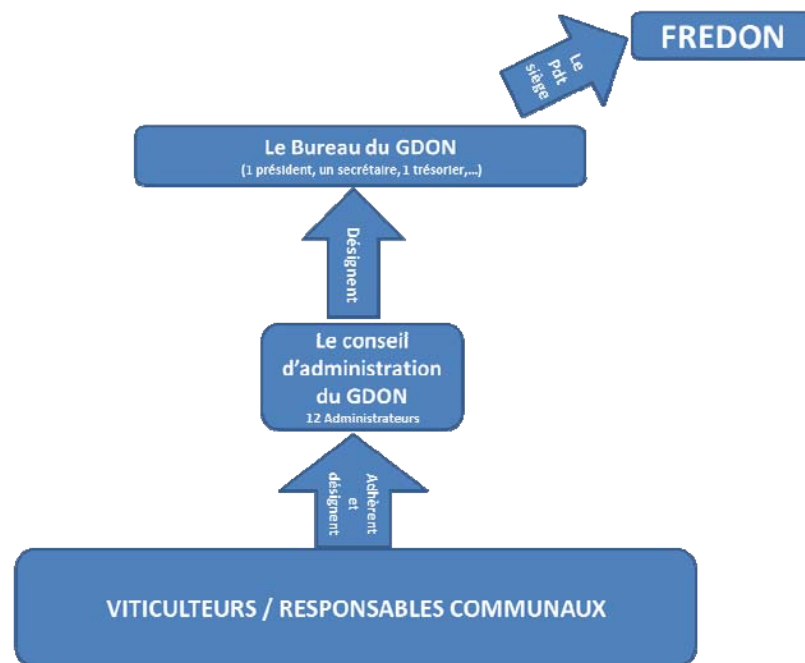 FREDON
Le
Pdt
siège
Le Bureau du GDON
(1 président, un secrétaire, 1 trésorier,...)
Désignent
Le conseil
d'administration
du GDON
12 Administrateurs
Adhèrent
et
désignent
VITICULTEURS / RESPONSABLES COMMUNAUX